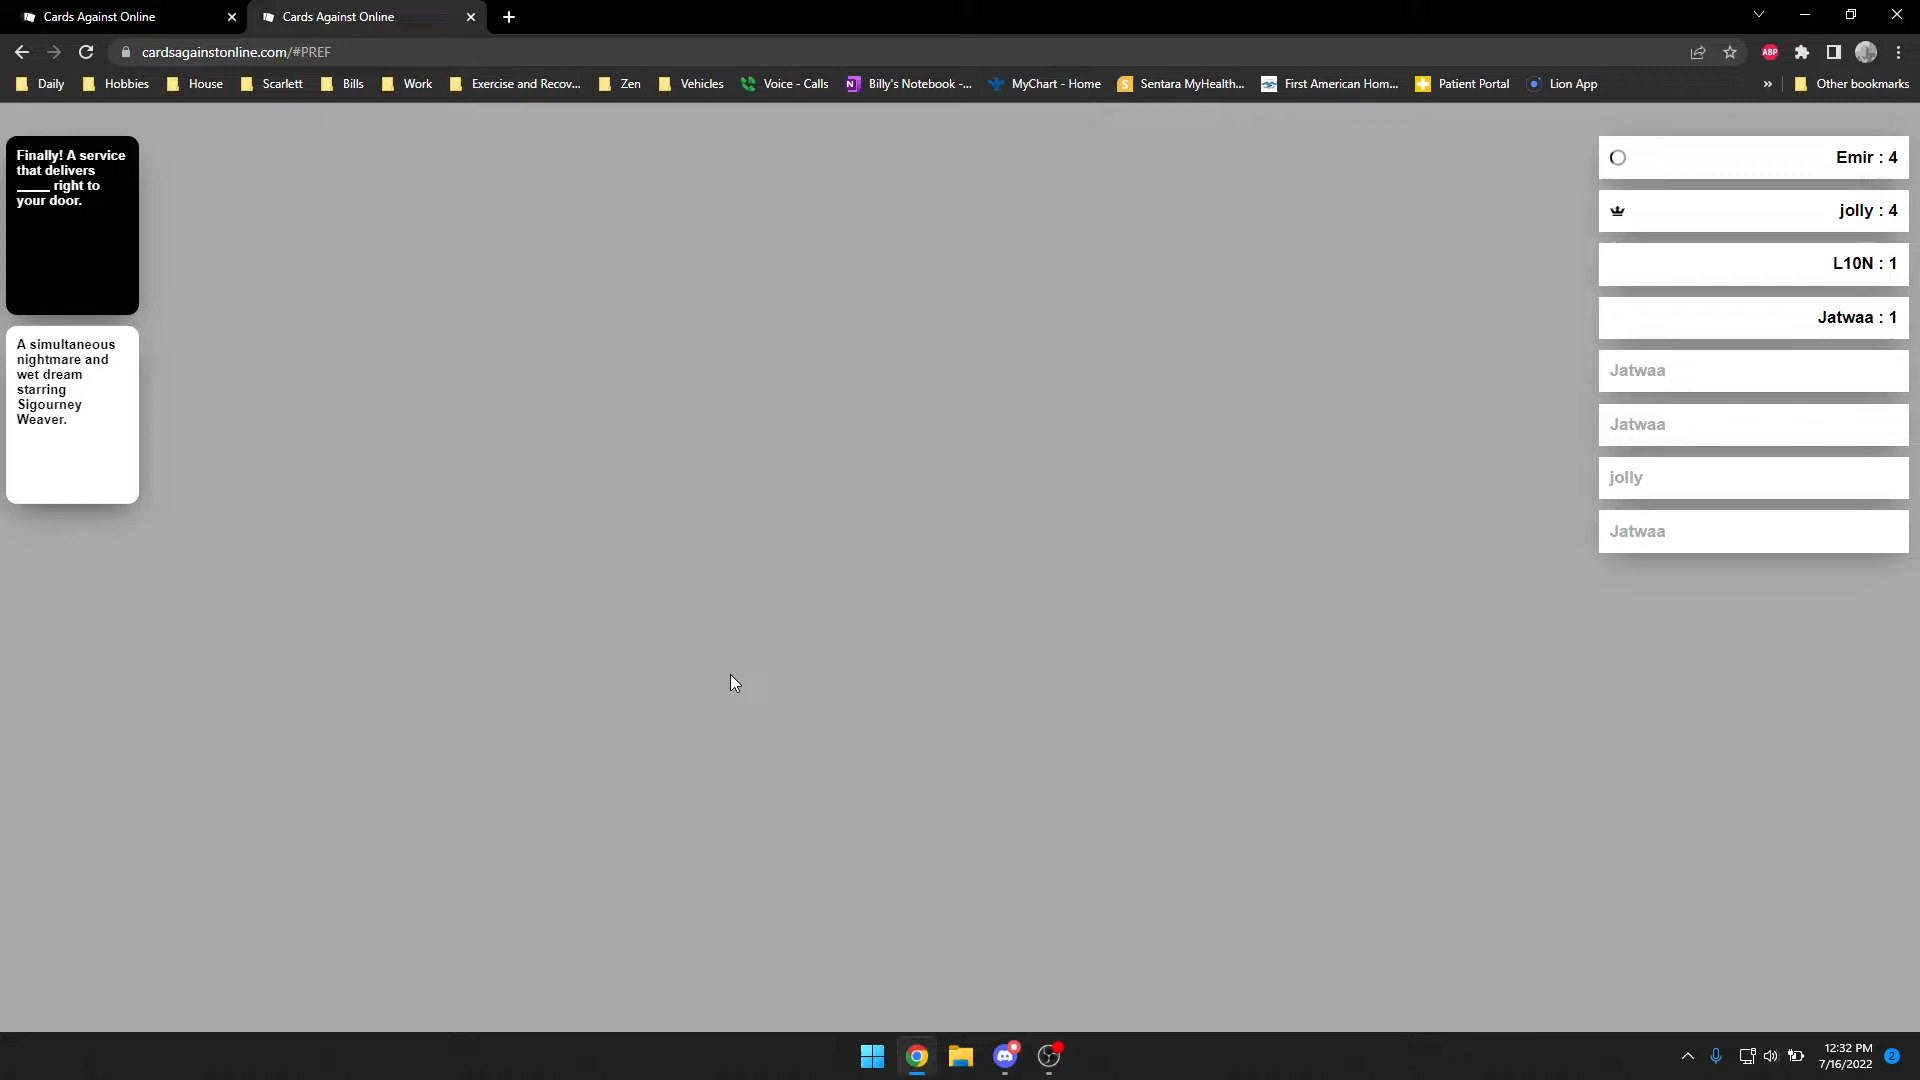 Cards Against Online
Cards Against Online
cardsagainstonline.com/#PREF
ABP
Daily
Hobbies
House
Scarlett
Bills
Work
Exercise and Recov...
Zen
Vehicles
Voice - Calls
Billy's Notebook -...
MyChart - Home
Sentara MyHealth...
First American Hom...
Patient Portal
Lion App
»
Other bookmarks
Finally! A service
that delivers
_____ right to
your door.
A simultaneous
nightmare and
wet dream
starring
Sigourney
Weaver.
Emir : 4
jolly : 4
L10N : 1
Jatwaa : 1
Jatwaa
Jatwaa
jolly
Jatwaa
12:32 PM
7/16/2022
2